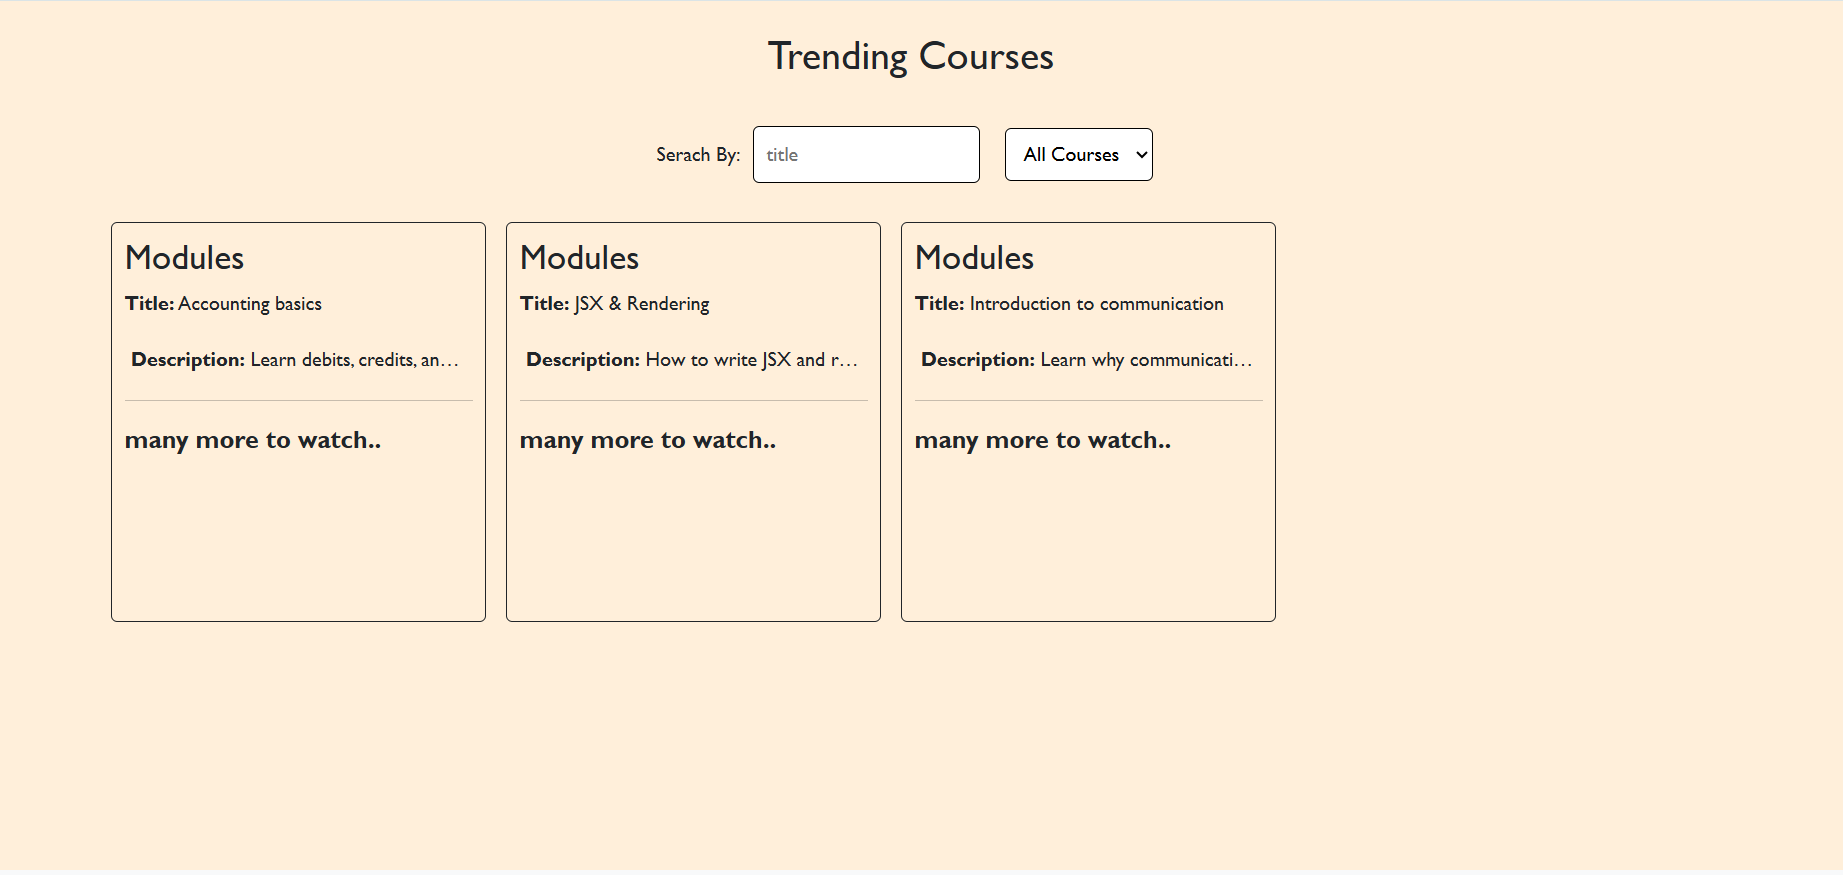 Trending Courses
Serach By: title All Courses
Modules
Title: Accounting basics
Description: Learn debits, credits, an...
many more to watch..
Modules
Title: JSX & Rendering
Description: How to write JSX and r...
many more to watch..
Modules
Title: Introduction to communication
Description: Learn why communicati...
many more to watch..